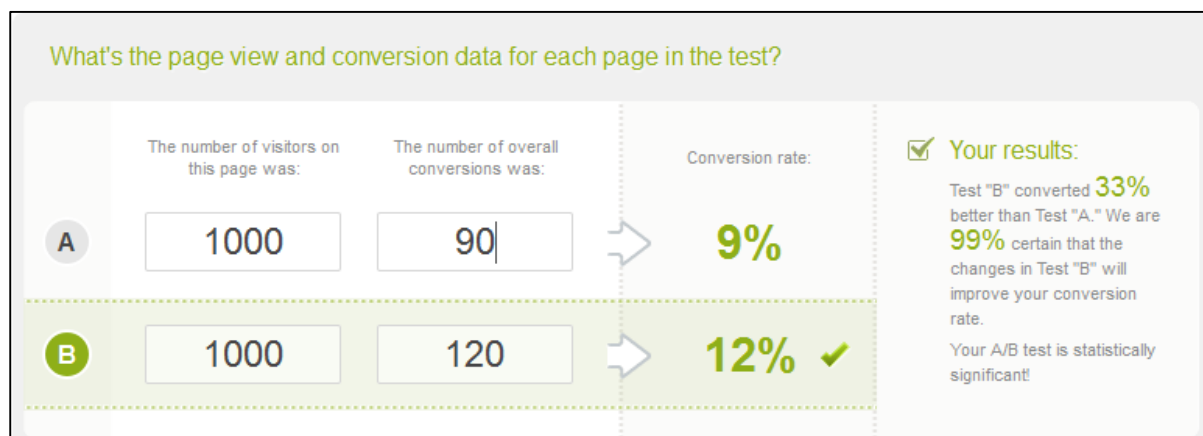 What's the page view and conversion data for each page in the test?
The number of visitors on
this page was:
The number of overall
conversions was:
Conversion rate:
A
1000
90
9%
B
1000
120
12%
Your results:
Test "B" converted 33%
better than Test "A." We are
99% certain that the
changes in Test "B" will
improve your conversion
rate.
Your A/B test is statistically
significant!